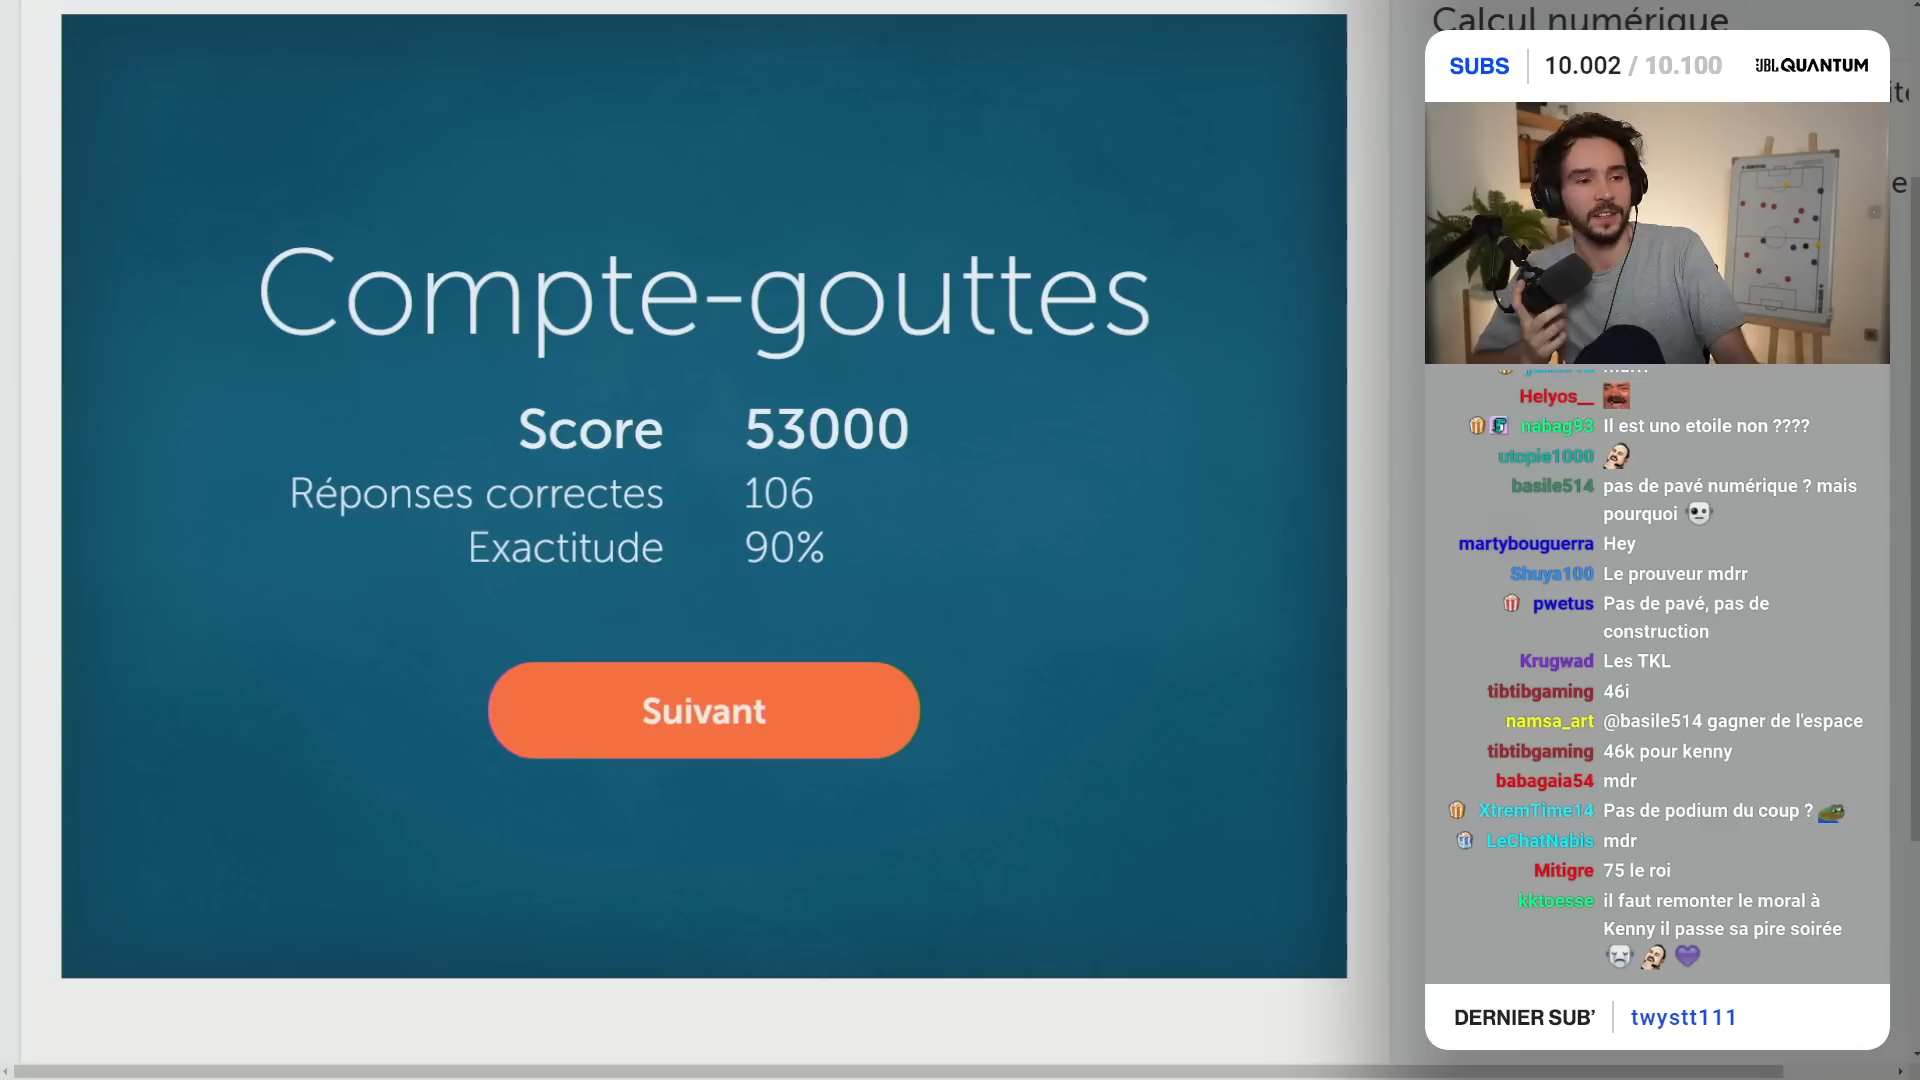 Compte-gouttes
Score 53000
Réponses correctes 106
Exactitude 90%
Suivant
Calcul numérique
SUBS 10.002 / 10.100 JBL QUANTUM
Helyos__
nabag93 Il est uno etoile non ????
utopie1000
basile514 pas de pavé numérique ? mais
pourquoi
martybouguerra Hey
Shuya100 Le prouveur mdrr
pwetus Pas de pavé, pas de
construction
Krugwad Les TKL
tibtibgaming 46i
namsa_art @basile514 gagner de l'espace
tibtibgaming 46k pour kenny
babagaia54 mdr
XtremTime14 Pas de podium du coup ?
LeChatNabis mdr
Mitigre 75 le roi
kktoesse il faut remonter le moral à
Kenny il passe sa pire soirée
DERNIER SUB' twystt111